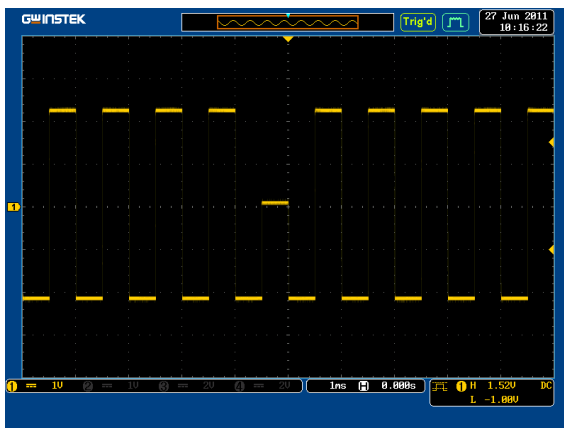 GWINSTEK
Trig'd
27 Jun 2011
10:16:22
1
1 1V 2 1V 3 2V 4 2V
1ms H 0.000s
1 H 1.52V DC
L -1.00V